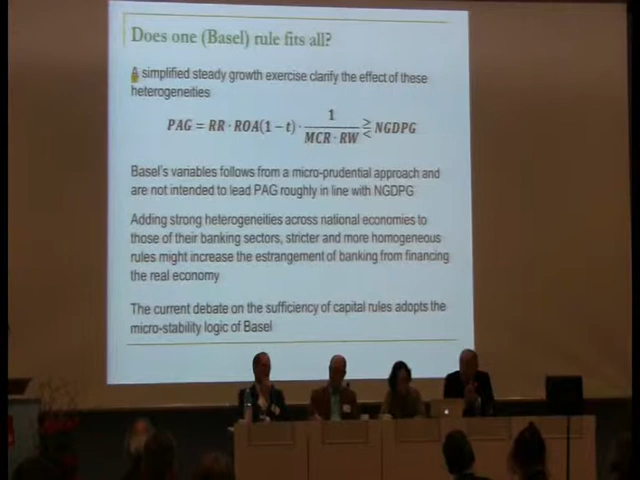 Does one (Basel) rule fits all?
A simplified steady growth exercise clarify the effect of these
heterogeneities
PAG = RR · ROA(1 − t) · 1 / MCR · RW ≷ NGDPG
Basel's variables follows from a micro-prudential approach and
are not intended to lead PAG roughly in line with NGDPG
Adding strong heterogeneities across national economies to
those of their banking sectors, stricter and more homogeneous
rules might increase the estrangement of banking from financing
the real economy
The current debate on the sufficiency of capital rules adopts the
micro-stability logic of Basel